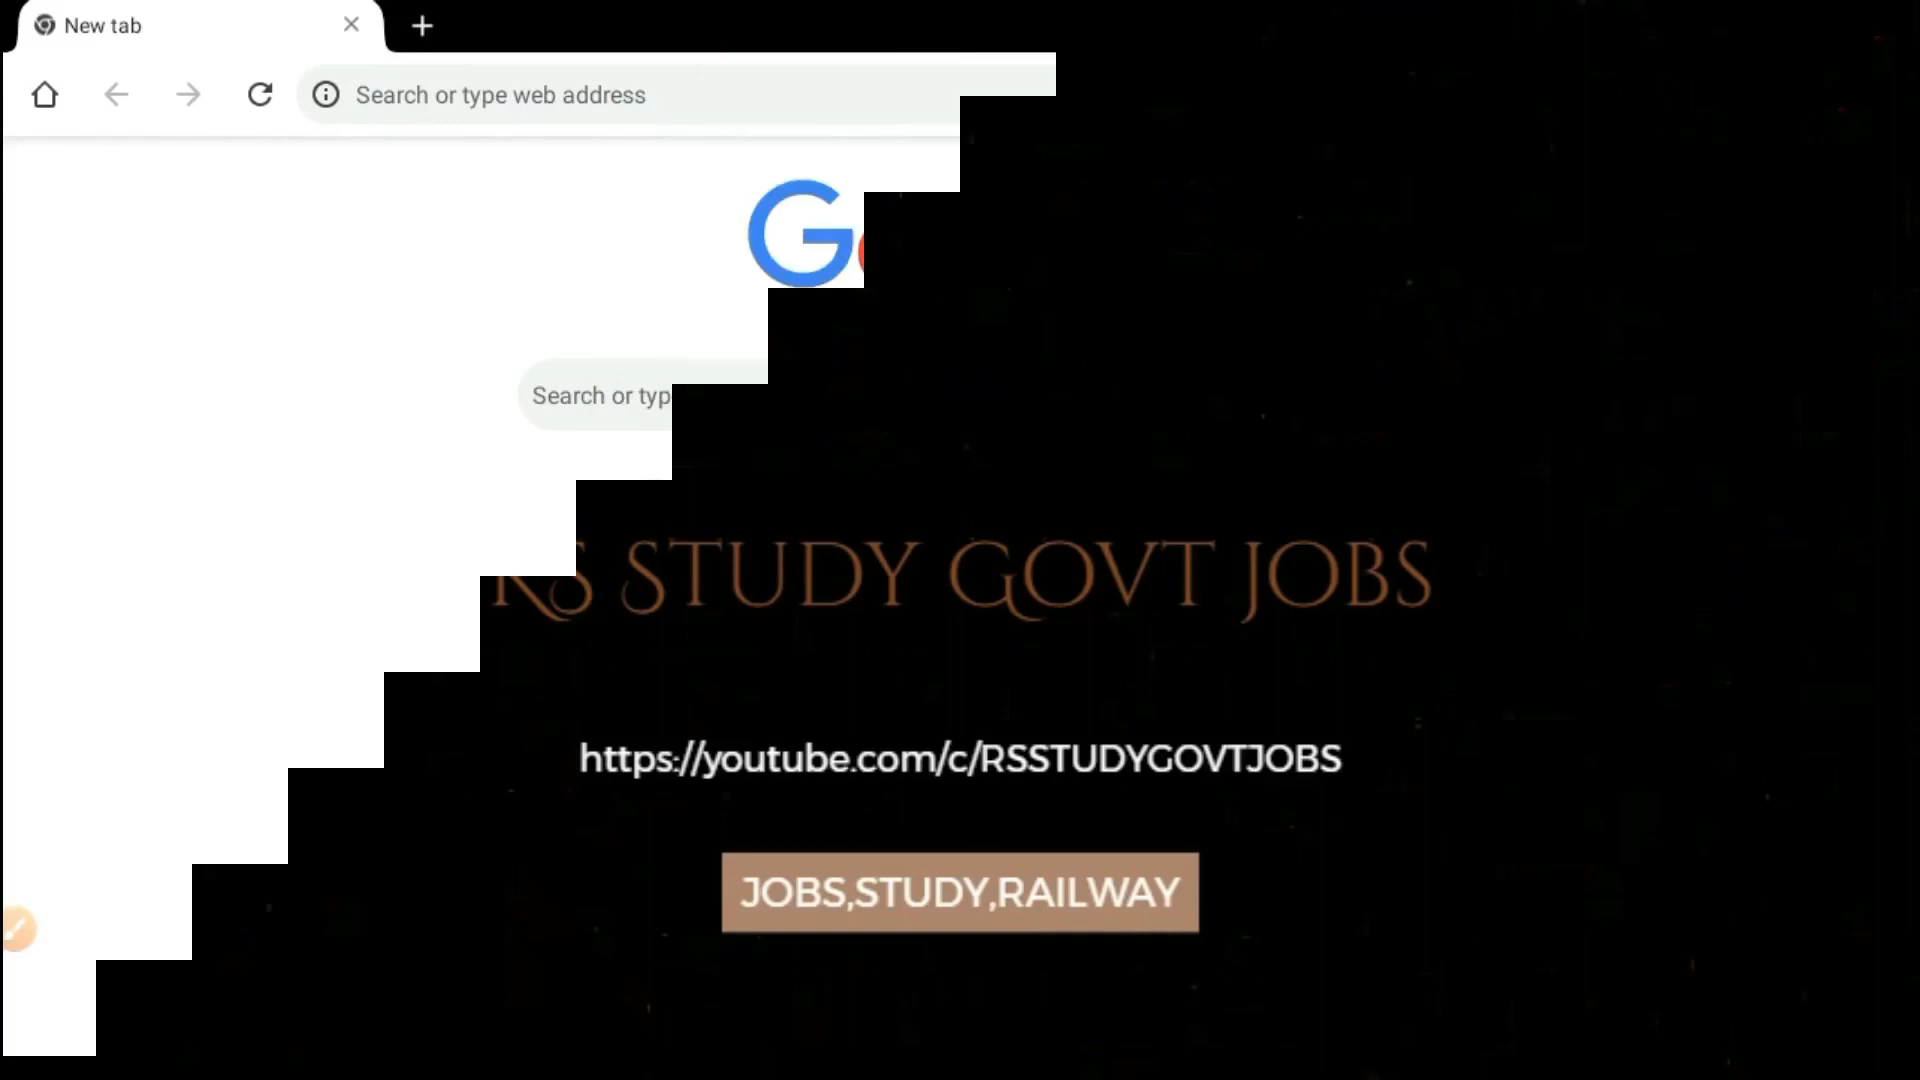 New tab
Search or type web address
G
Search or typ
RS STUDY GOVT JOBS
https://youtube.com/c/RSSTUDYGOVTJOBS
JOBS,STUDY,RAILWAY